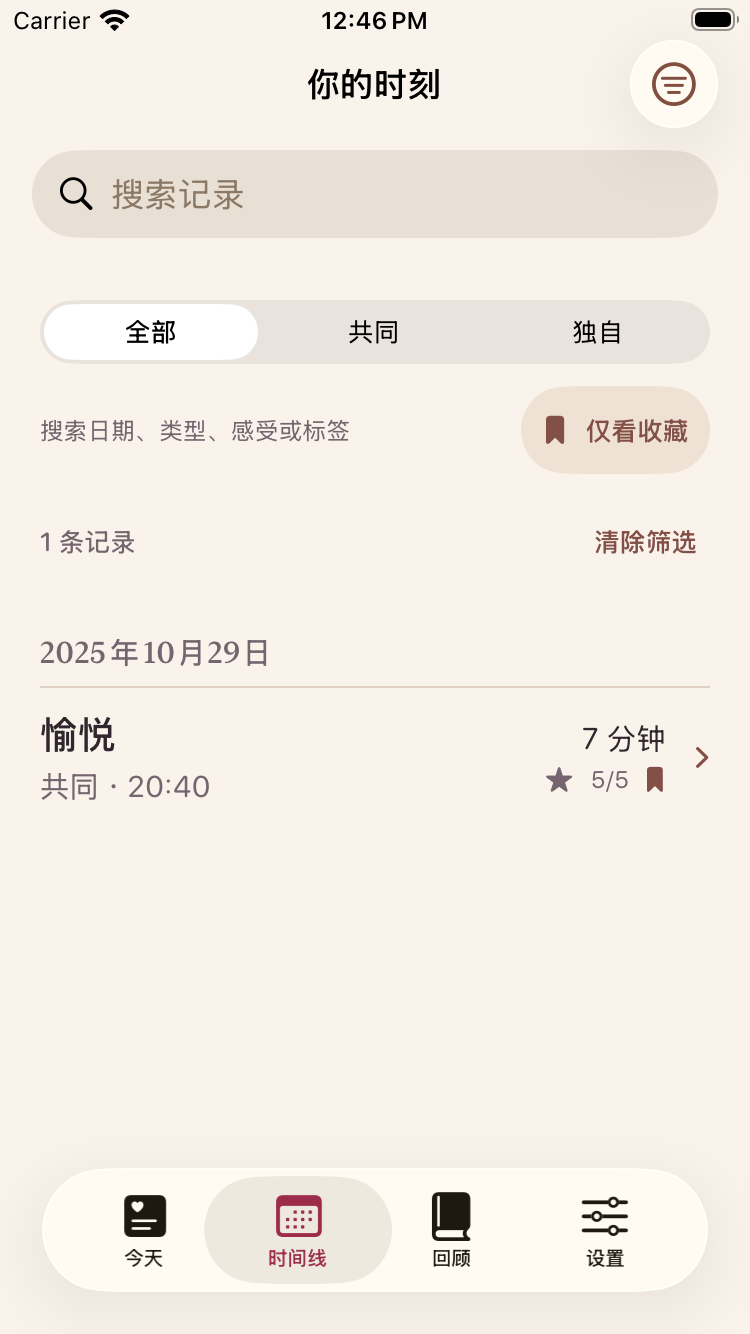 Carrier 12:46 PM
你的时刻
搜索记录
全部 共同 独自
搜索日期、类型、感受或标签 仅看收藏
1 条记录 清除筛选
2025年10月29日
愉悦 7 分钟
共同 · 20:40 5/5
今天 时间线 回顾 设置